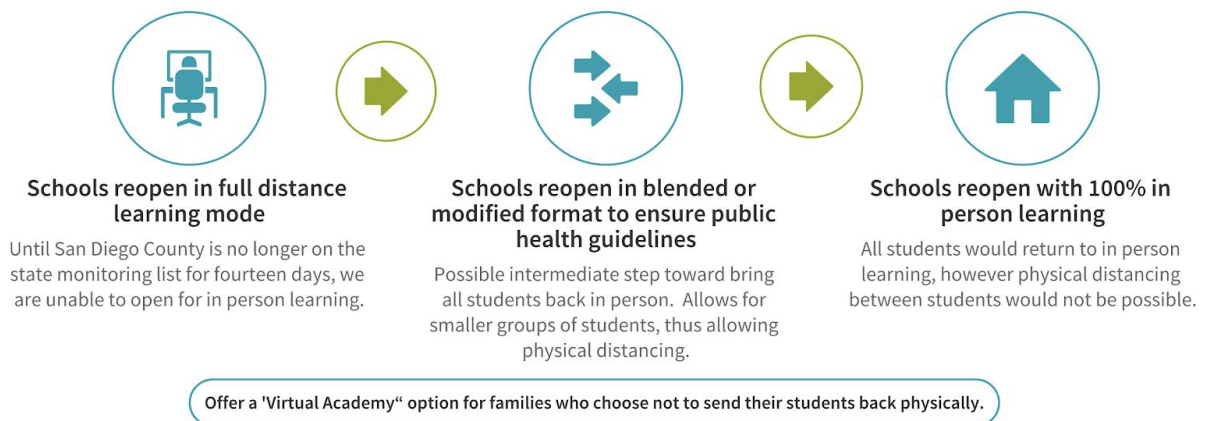 Schools reopen in full distance
learning mode
Until San Diego County is no longer on the
state monitoring list for fourteen days, we
are unable to open for in person learning.
Schools reopen in blended or
modified format to ensure public
health guidelines
Possible intermediate step toward bring
all students back in person.  Allows for
smaller groups of students, thus allowing
physical distancing.
Schools reopen with 100% in
person learning
All students would return to in person
learning, however physical distancing
between students would not be possible.
Offer a 'Virtual Academy“ option for families who choose not to send their students back physically.